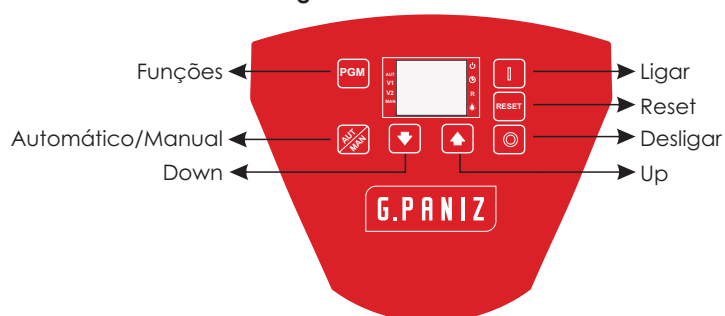 Funções
PGM
AUT
V1
V2
MAN
R
Ligar
RESET
Reset
Automático/Manual
AUT
MAN
Desligar
Down
Up
G.PANIZ